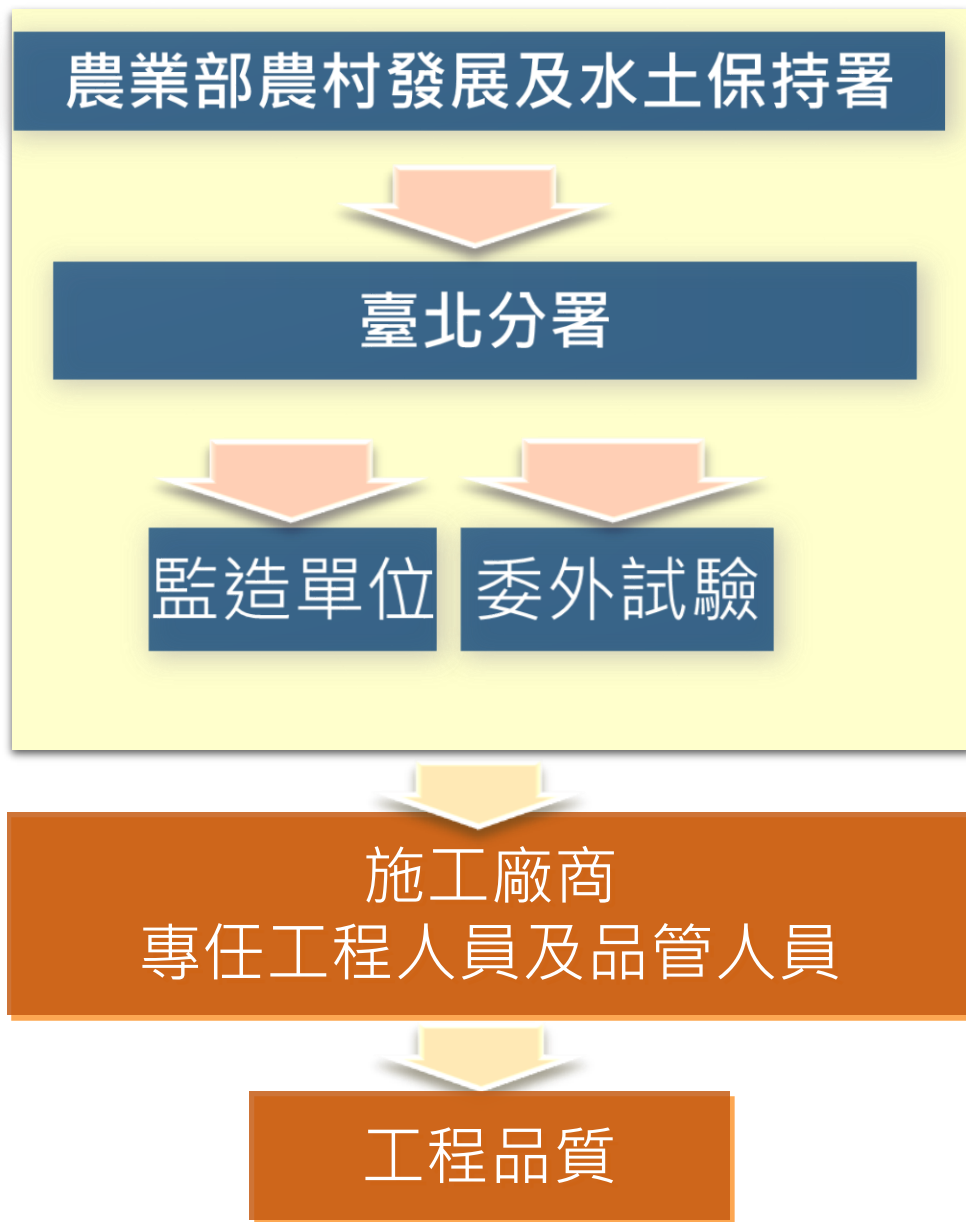 農業部農村發展及水土保持署
臺北分署
監造單位
委外試驗
施工廠商
專任工程人員及品管人員
工程品質